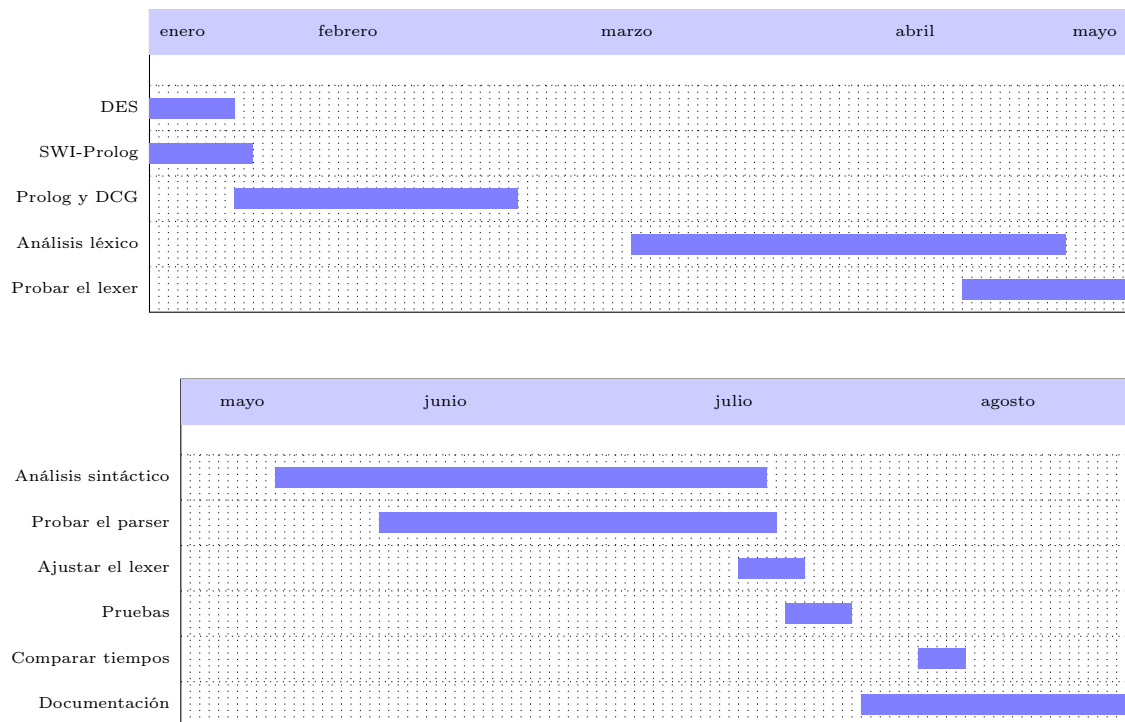 enero febrero marzo abril mayo
DES
SWI-Prolog
Prolog y DCG
Análisis léxico
Probar el lexer
mayo junio julio agosto
Análisis sintáctico
Probar el parser
Ajustar el lexer
Pruebas
Comparar tiempos
Documentación